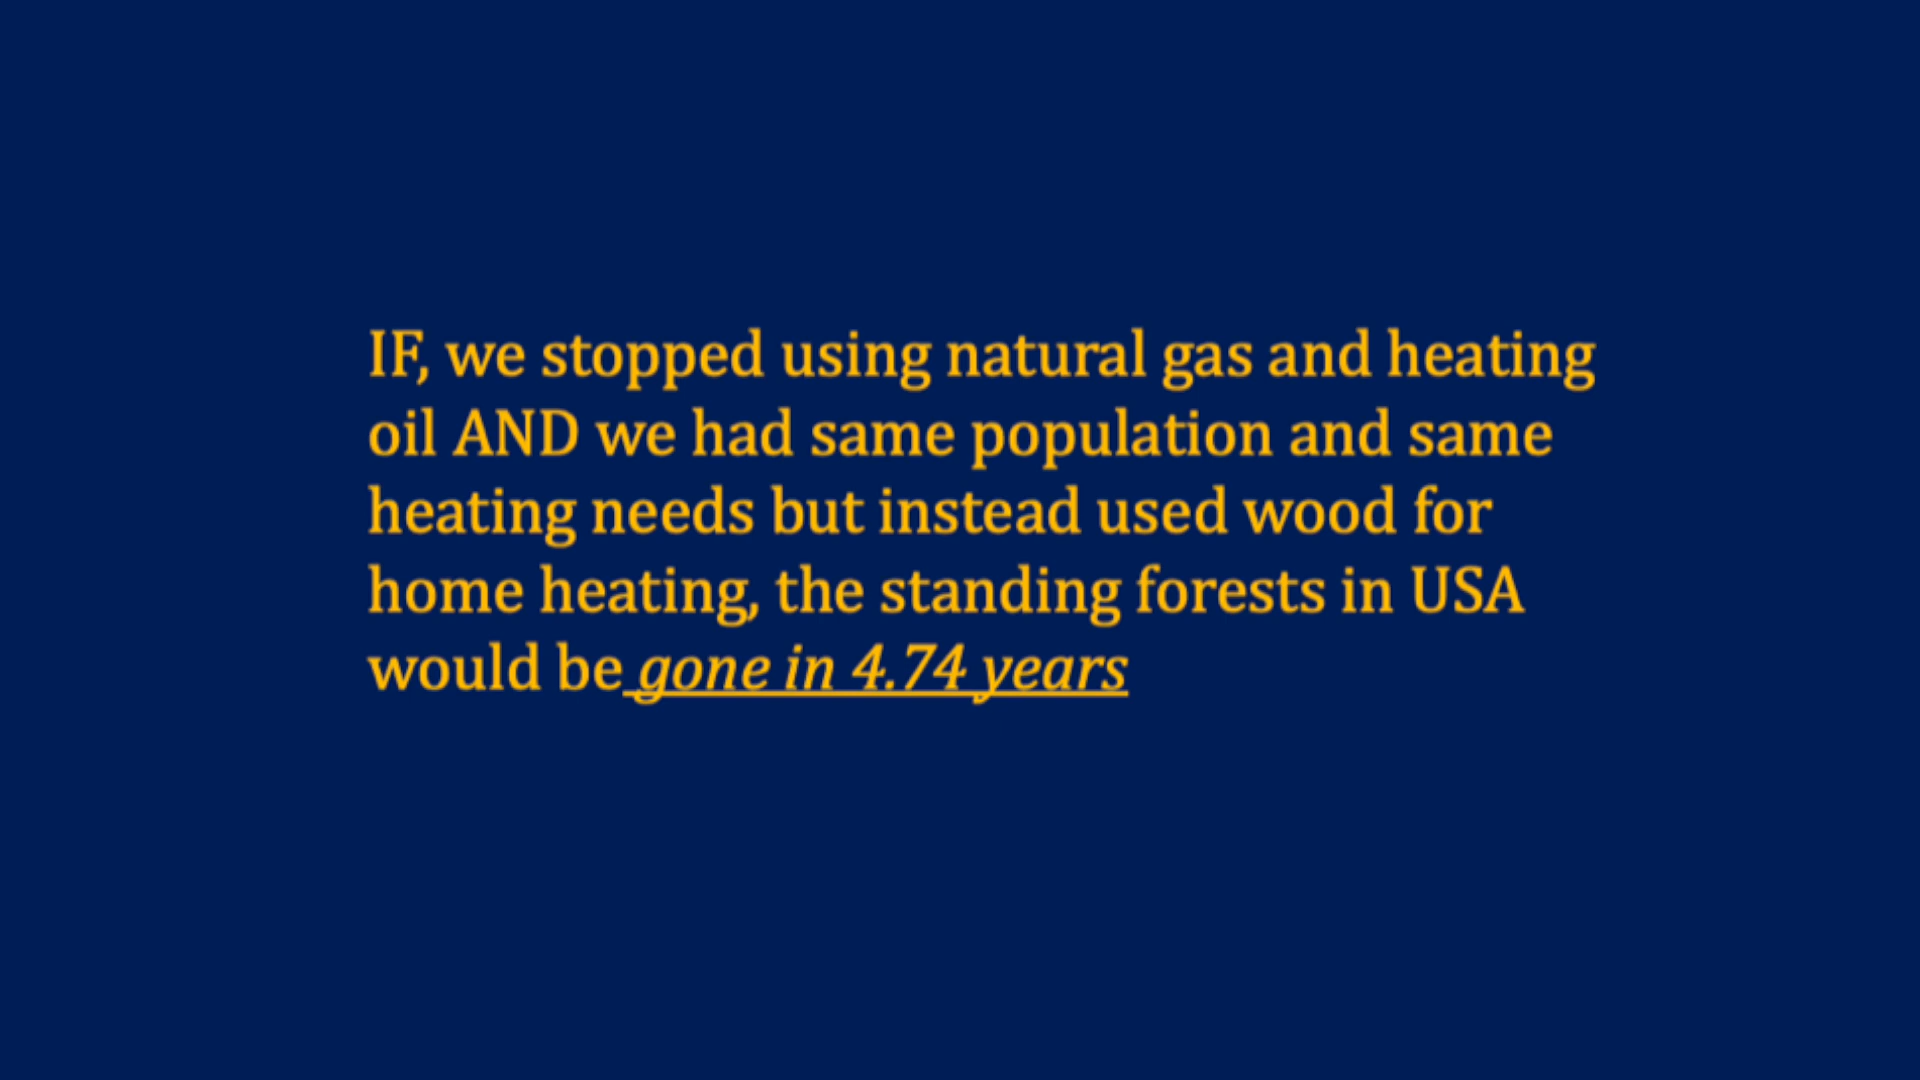 IF, we stopped using natural gas and heating
oil AND we had same population and same
heating needs but instead used wood for
home heating, the standing forests in USA
would be gone in 4.74 years